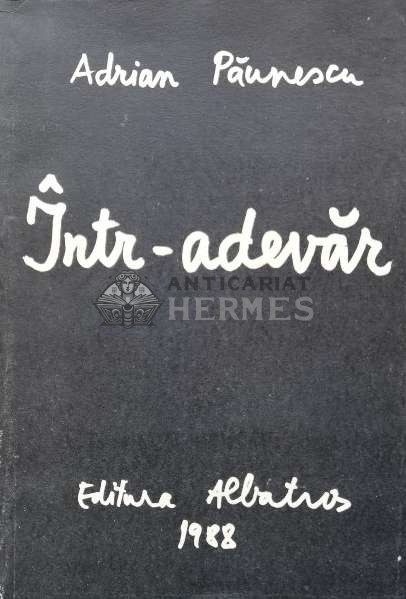 Adrian Păunescu
Într-adevăr
ANTICARIAT
HERMES
Editura Albatros
1988